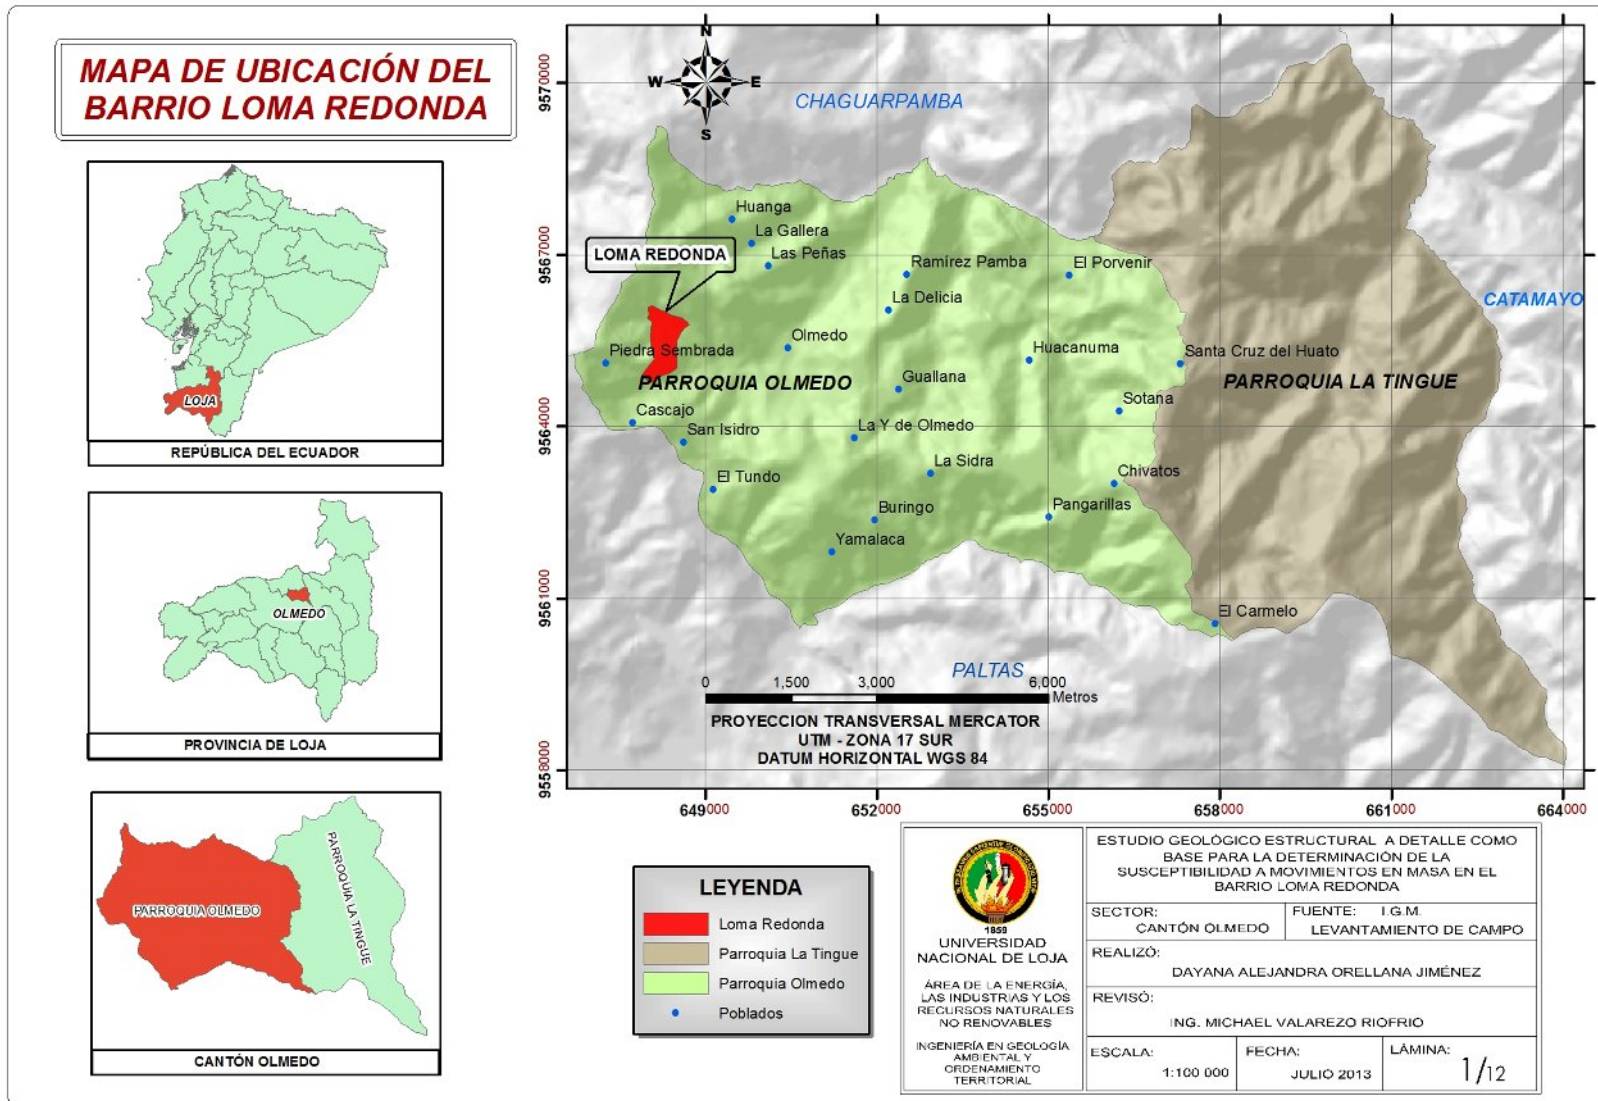 MAPA DE UBICACIÓN DEL
BARRIO LOMA REDONDA
LOJA
REPÚBLICA DEL ECUADOR
OLMEDO
PROVINCIA DE LOJA
PARROQUIA OLMEDO
PARROQUIA LA TINGUE
CANTÓN OLMEDO
N
W
E
S
CHAGUARPAMBA
CATAMAYO
PALTAS
9570000
9567000
9564000
9561000
9558000
Huanga
La Gallera
Las Peñas
LOMA REDONDA
Ramírez Pamba
El Porvenir
La Delicia
Olmedo
Piedra Sembrada
Huacanuma
Santa Cruz del Huato
PARROQUIA OLMEDO
PARROQUIA LA TINGUE
Guallana
Sotana
Cascajo
San Isidro
La Y de Olmedo
La Sidra
Chivatos
El Tundo
Pangarillas
Buringo
Yamalaca
El Carmelo
0 1,500 3,000 6,000
Metros
PROYECCION TRANSVERSAL MERCATOR
UTM - ZONA 17 SUR
DATUM HORIZONTAL WGS 84
649000 652000 655000 658000 661000 664000
LEYENDA
Loma Redonda
Parroquia La Tingue
Parroquia Olmedo
Poblados
1859
UNIVERSIDAD
NACIONAL DE LOJA
ÁREA DE LA ENERGÍA,
LAS INDUSTRIAS Y LOS
RECURSOS NATURALES
NO RENOVABLES
INGENIERÍA EN GEOLOGÍA
AMBIENTAL Y
ORDENAMIENTO
TERRITORIAL
ESTUDIO GEOLÓGICO ESTRUCTURAL A DETALLE COMO
BASE PARA LA DETERMINACIÓN DE LA
SUSCEPTIBILIDAD A MOVIMIENTOS EN MASA EN EL
BARRIO LOMA REDONDA
SECTOR:
CANTÓN OLMEDO
FUENTE: I.G.M.
LEVANTAMIENTO DE CAMPO
REALIZÓ:
DAYANA ALEJANDRA ORELLANA JIMÉNEZ
REVISÓ:
ING. MICHAEL VALAREZO RIOFRIO
ESCALA:
1:100 000
FECHA:
JULIO 2013
LÁMINA:
1/12